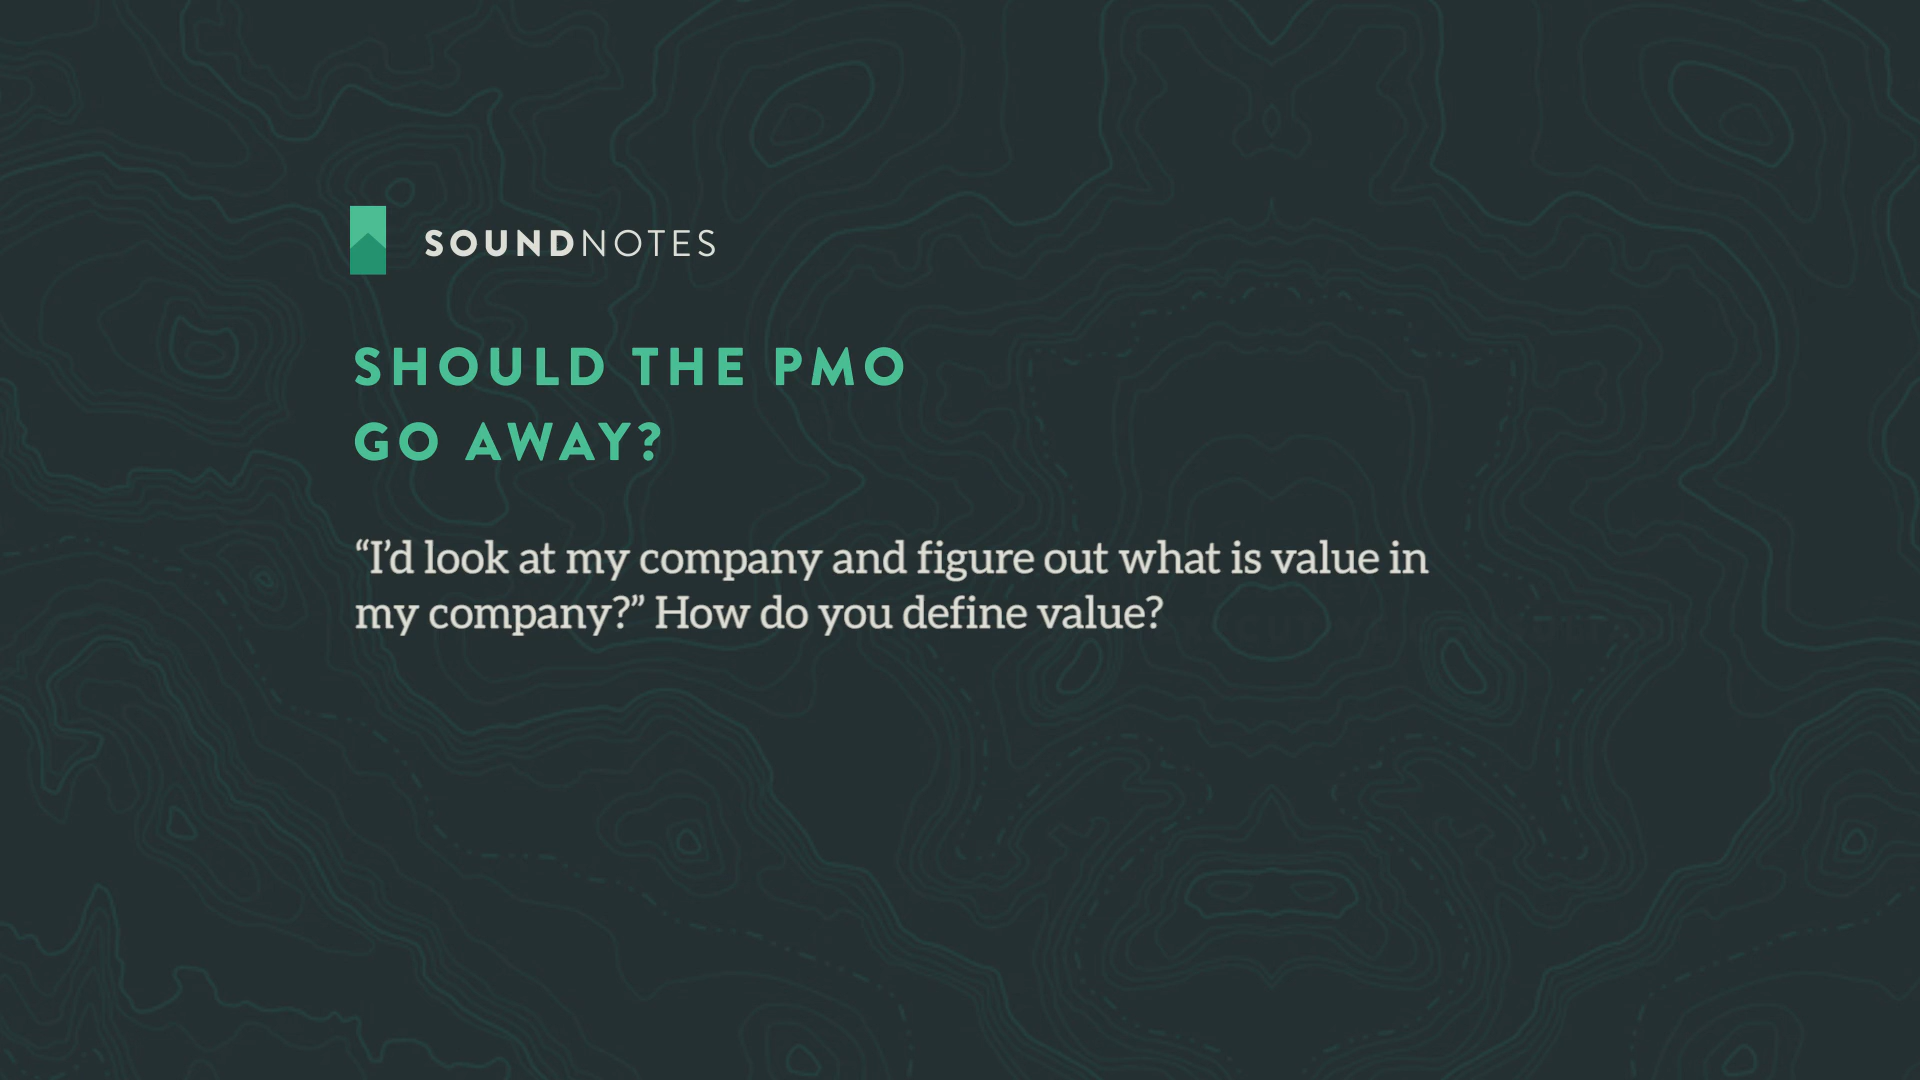 SOUNDNOTES
SHOULD THE PMO
GO AWAY?
“I’d look at my company and figure out what is value in
my company?” How do you define value?